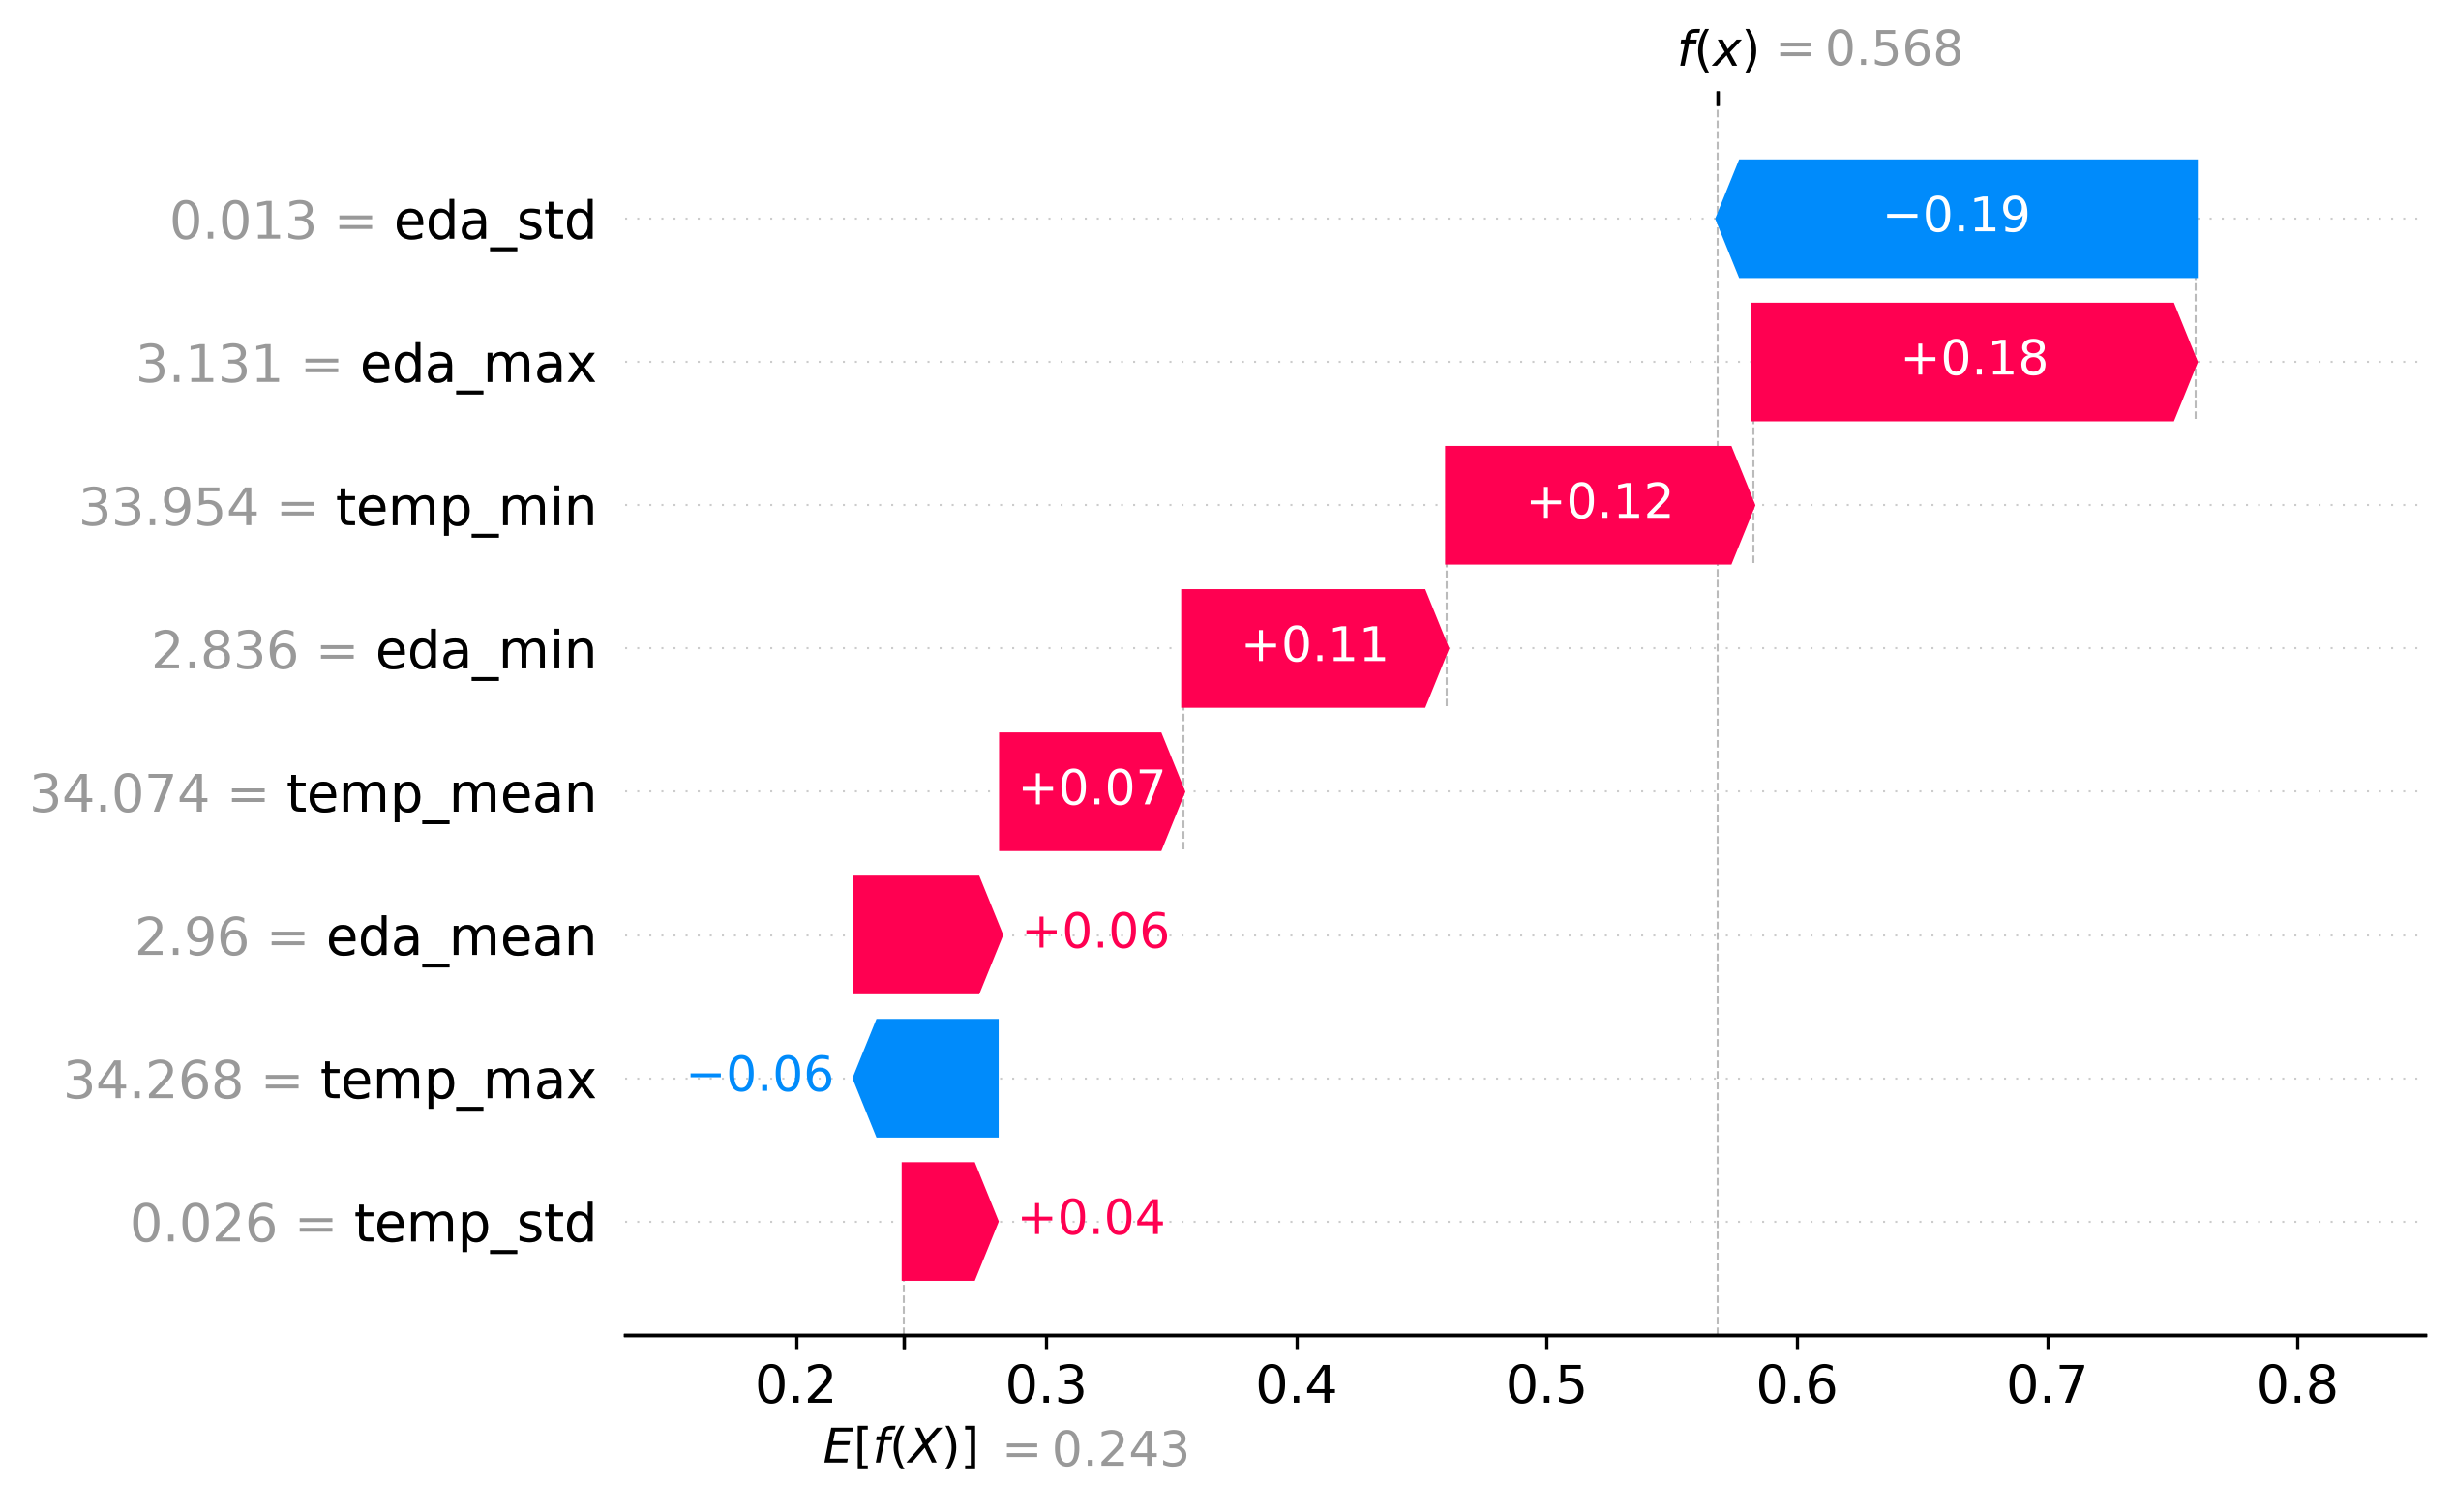 f(x) = 0.568
0.013 = eda_std −0.19
3.131 = eda_max +0.18
33.954 = temp_min +0.12
2.836 = eda_min +0.11
34.074 = temp_mean +0.07
2.96 = eda_mean +0.06
34.268 = temp_max −0.06
0.026 = temp_std +0.04
0.2 0.3 0.4 0.5 0.6 0.7 0.8
E[f(X)] = 0.243